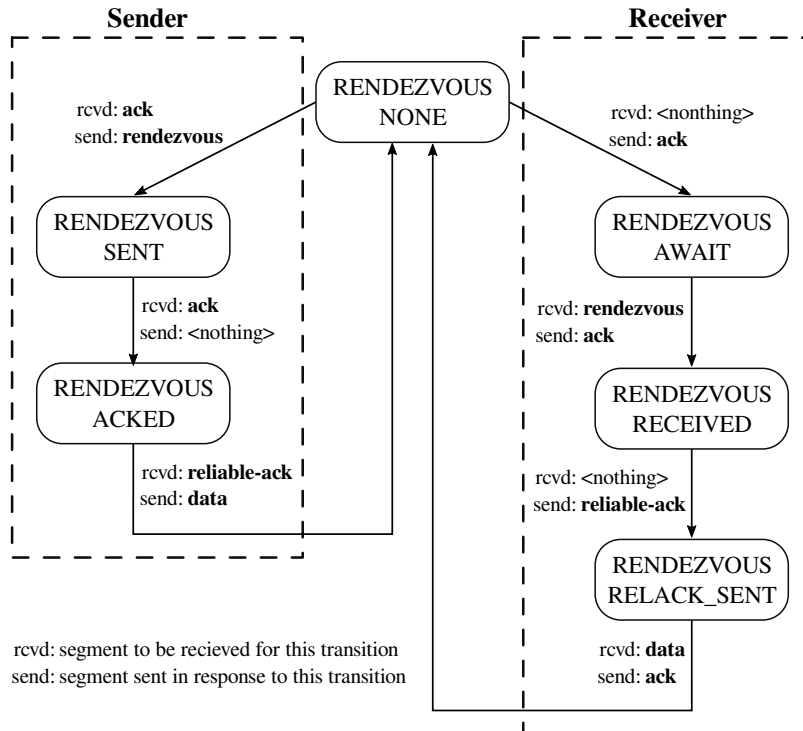 Sender
Receiver
RENDEZVOUS
NONE
rcvd: ack
send: rendezvous
rcvd: <nonthing>
send: ack
RENDEZVOUS
SENT
RENDEZVOUS
AWAIT
rcvd: ack
send: <nothing>
rcvd: rendezvous
send: ack
RENDEZVOUS
ACKED
RENDEZVOUS
RECEIVED
rcvd: reliable-ack
send: data
rcvd: <nothing>
send: reliable-ack
RENDEZVOUS
RELACK_SENT
rcvd: segment to be recieved for this transition
send: segment sent in response to this transition
rcvd: data
send: ack